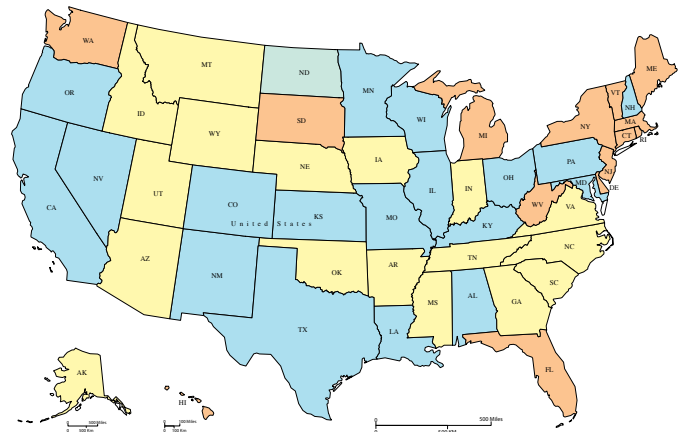 WA
ME
MT
ND
VT
MN
OR
NH
ID
SD
WI
MA
NY
MI
WY
CT
RI
IA
PA
NE
NJ
NV
OH
UT
IN
IL
MD
DE
CO
WV
VA
CA
KS
MO
KY
United States
NC
TN
AZ
OK
AR
NM
SC
MS
AL
GA
TX
LA
FL
AK
HI
500 Miles